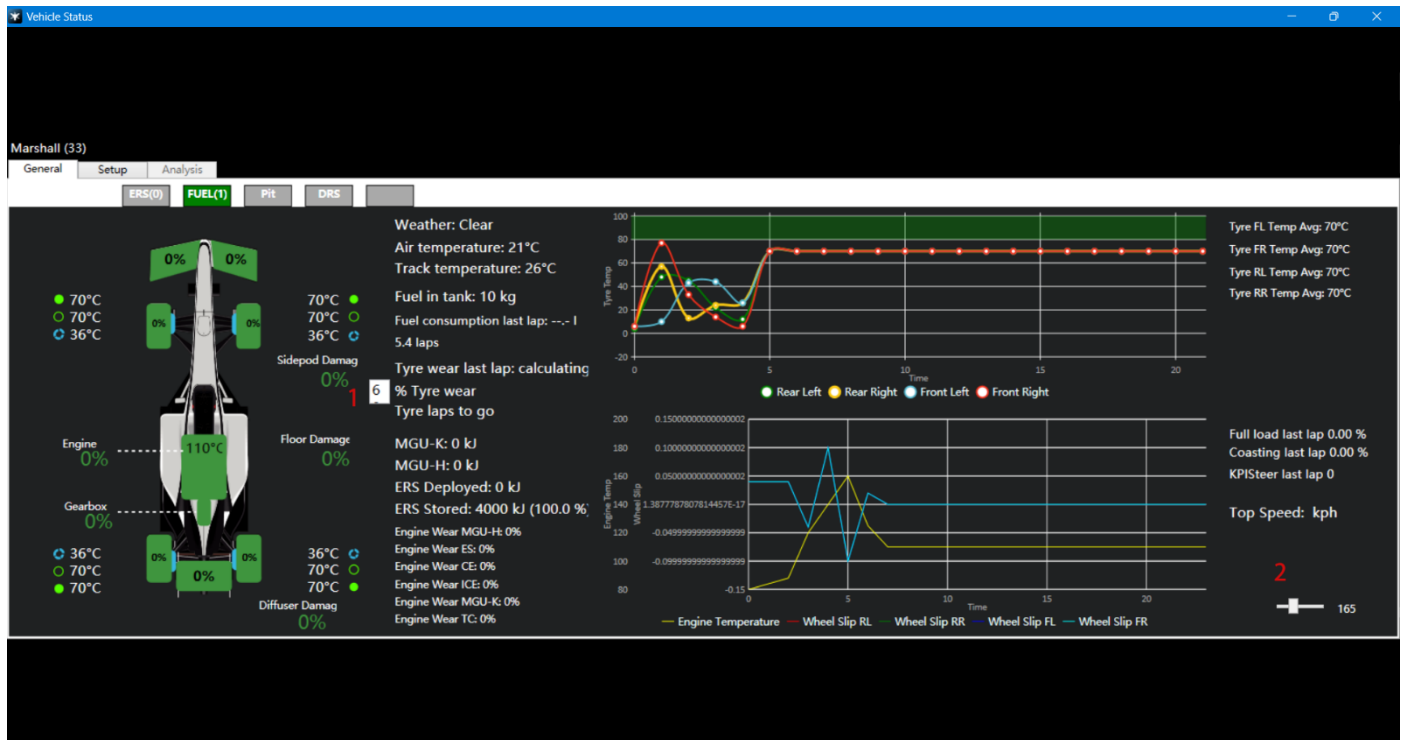 Vehicle Status
Marshall (33)
General Setup Analysis
ERS(0) FUEL(1) Pit DRS
0% 0%
70°C 70°C
70°C 70°C
36°C 36°C
0% 0%
Sidepod Damag
0%
1
Engine
0%
110°C
Floor Damage
0%
Gearbox
0%
36°C 36°C
70°C 70°C
70°C 70°C
0% 0%
0%
Diffuser Damag
0%
Weather: Clear
Air temperature: 21°C
Track temperature: 26°C
Fuel in tank: 10 kg
Fuel consumption last lap: --.- l
5.4 laps
Tyre wear last lap: calculating
6 % Tyre wear
Tyre laps to go
MGU-K: 0 kJ
MGU-H: 0 kJ
ERS Deployed: 0 kJ
ERS Stored: 4000 kJ (100.0 %
Engine Wear MGU-H: 0%
Engine Wear ES: 0%
Engine Wear CE: 0%
Engine Wear ICE: 0%
Engine Wear MGU-K: 0%
Engine Wear TC: 0%
100
80
60
40
20
0
-20
Tyre Temp
0 5 10 15 20
Time
Rear Left Rear Right Front Left Front Right
200 0.15000000000000002
180 0.10000000000000002
160 0.05000000000000002
140 1.3877787807814457E-17
120 -0.04999999999999999
100 -0.09999999999999999
80 -0.15
Engine Temp
Wheel Slip
0 5 10 15 20
Time
Engine Temperature Wheel Slip RL Wheel Slip RR Wheel Slip FL Wheel Slip FR
Tyre FL Temp Avg: 70°C
Tyre FR Temp Avg: 70°C
Tyre RL Temp Avg: 70°C
Tyre RR Temp Avg: 70°C
Full load last lap 0.00 %
Coasting last lap 0.00 %
KPISteer last lap 0
Top Speed: kph
2
165